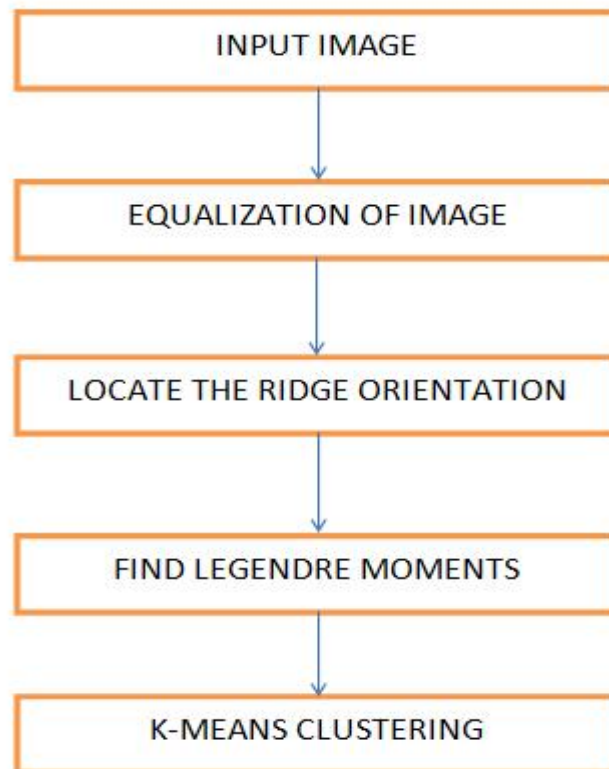 INPUT IMAGE
EQUALIZATION OF IMAGE
LOCATE THE RIDGE ORIENTATION
FIND LEGENDRE MOMENTS
K-MEANS CLUSTERING